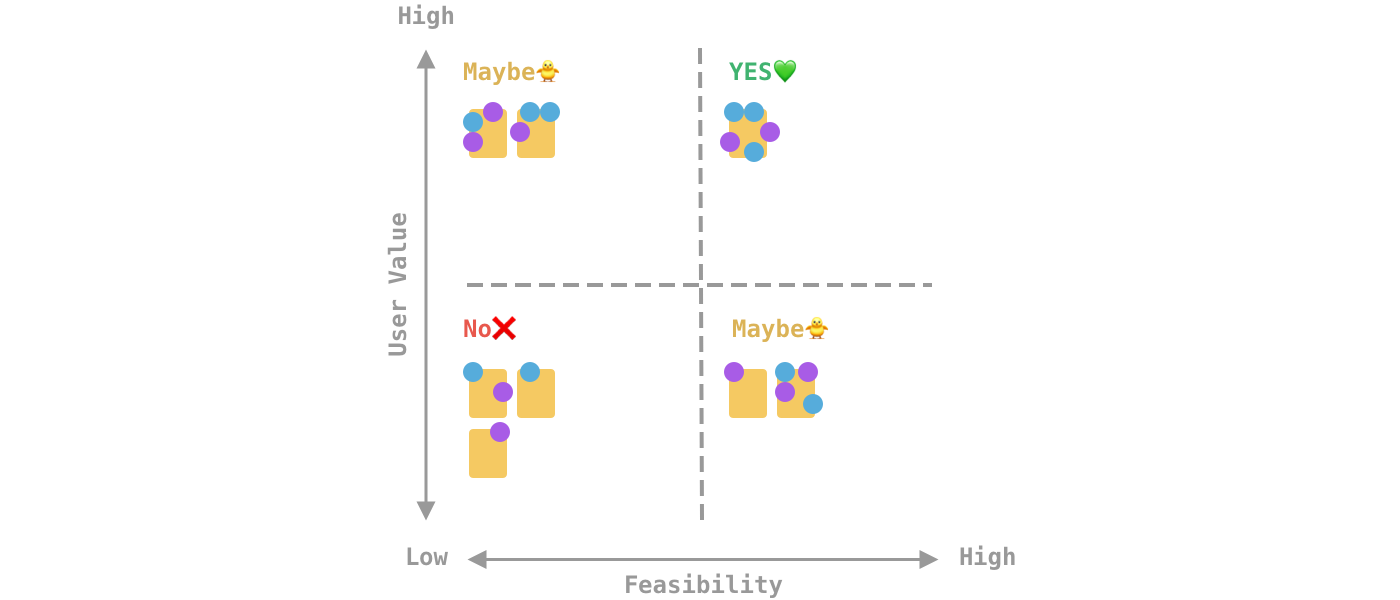 High
Maybe🐥
YES💚
User Value
No❌
Maybe🐥
Low
High
Feasibility